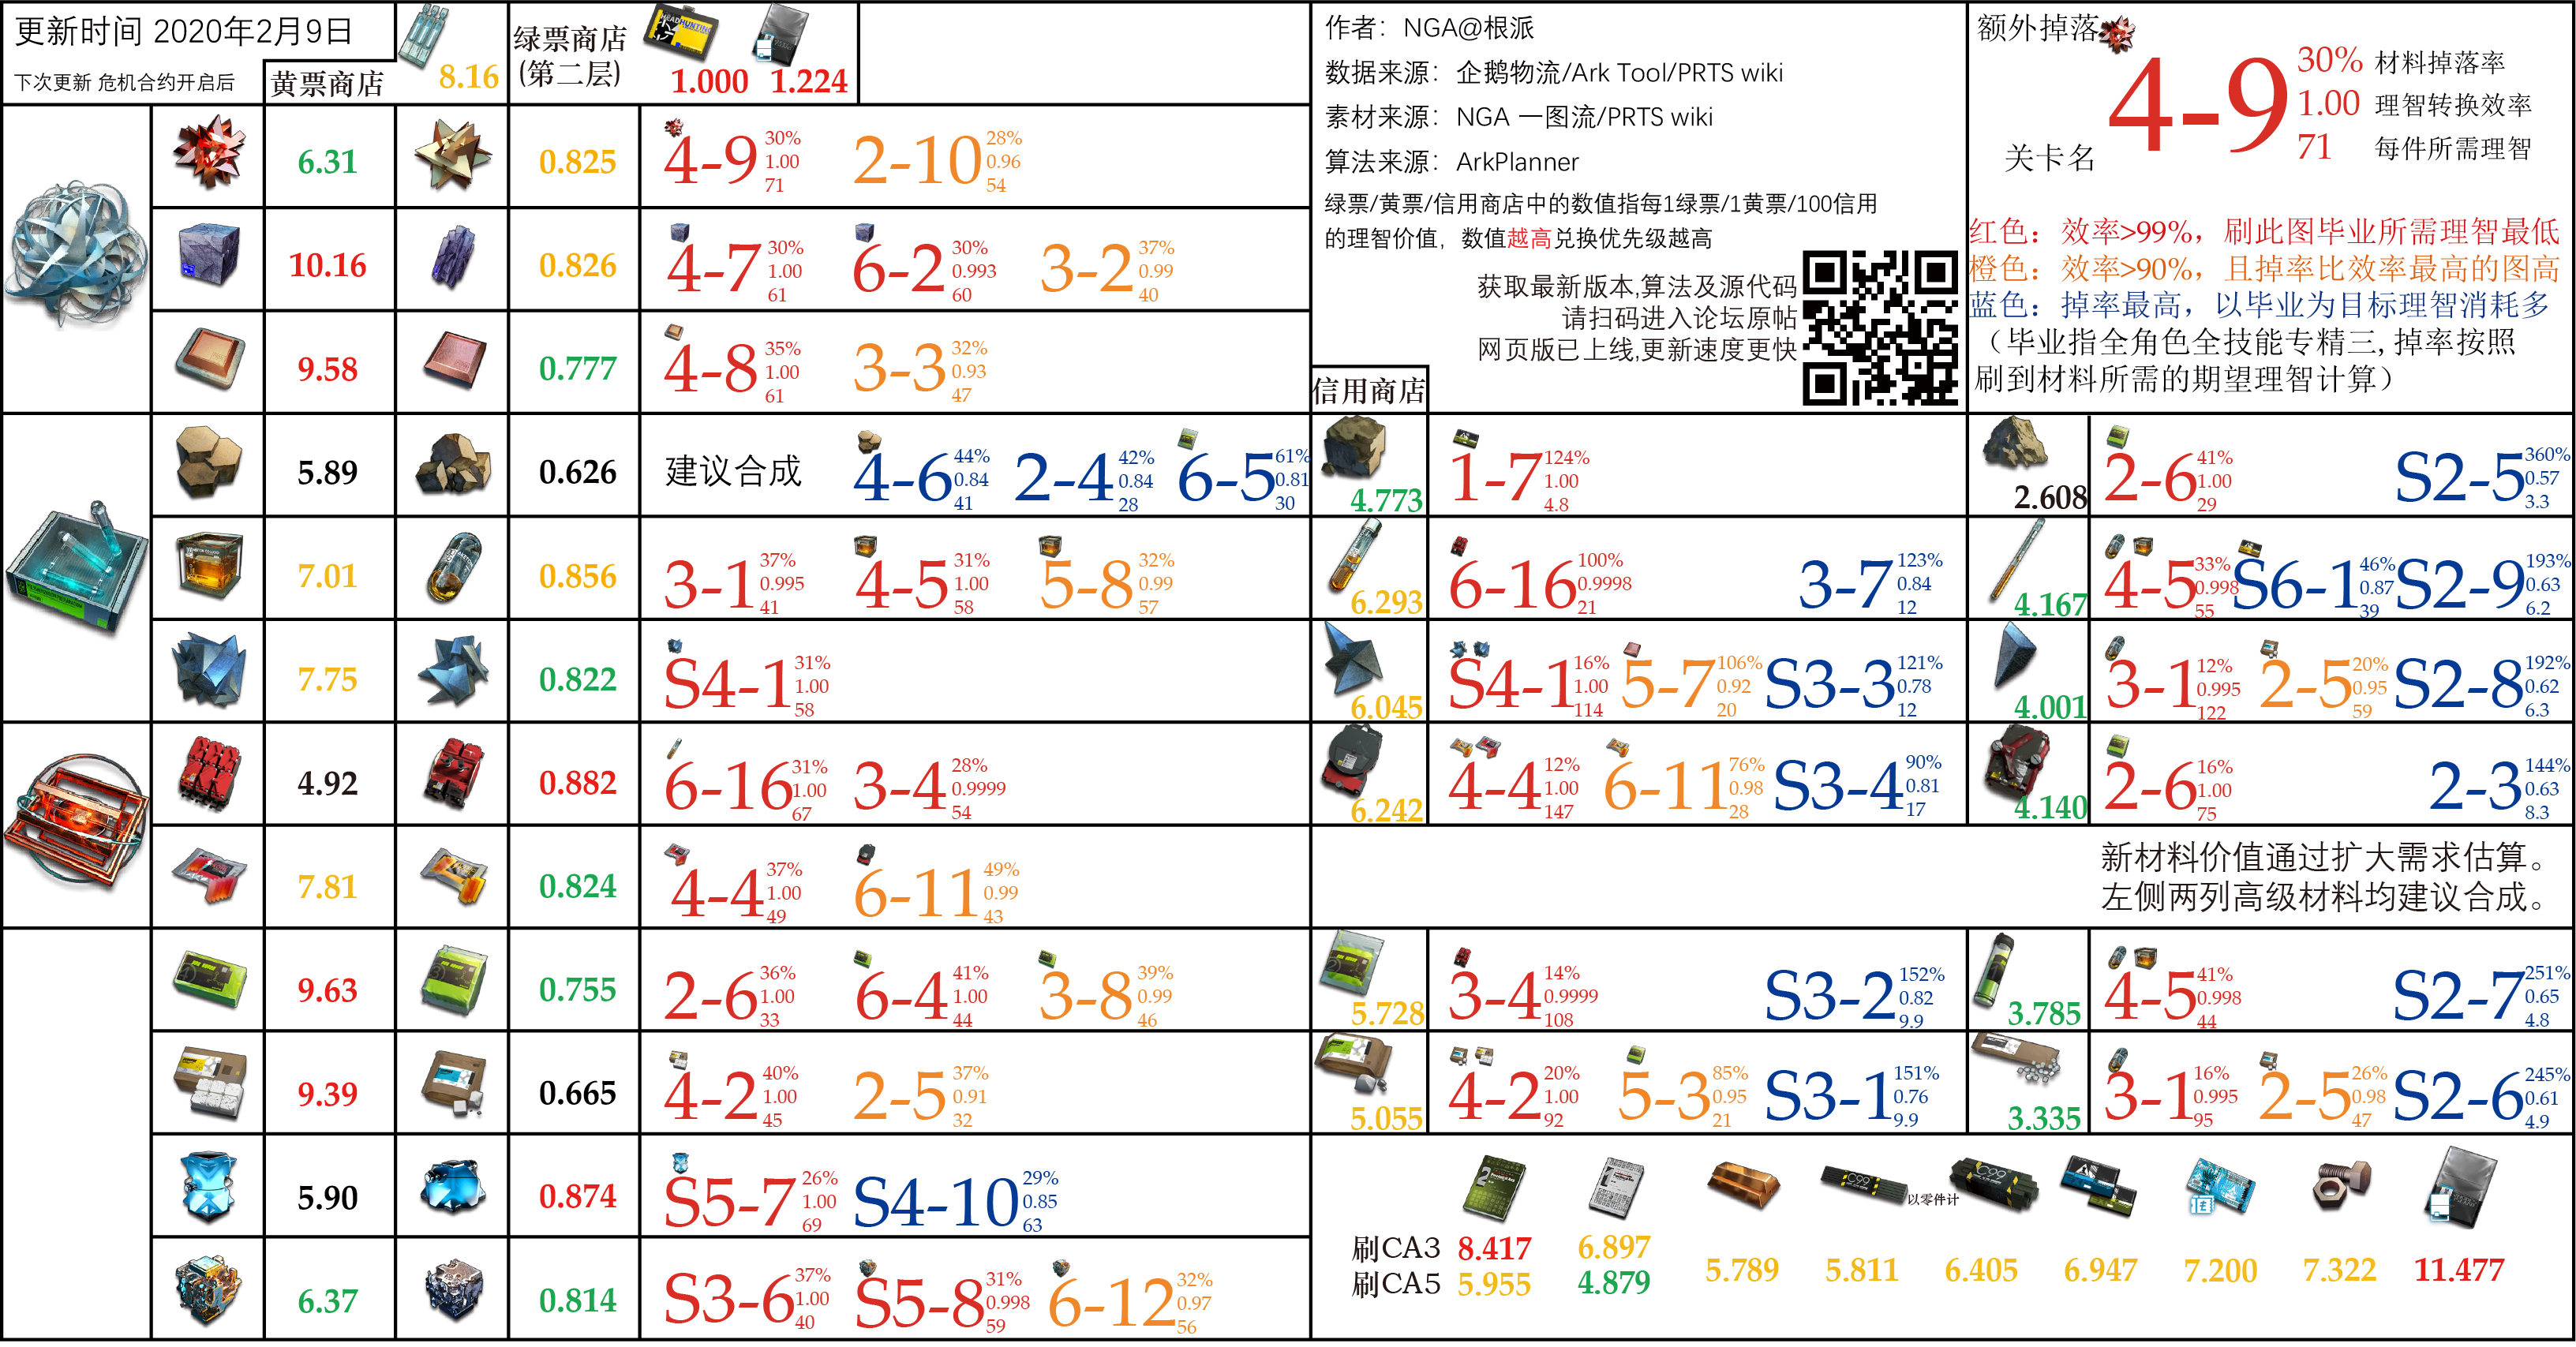 更新时间 2020年2月9日
下次更新 危机合约开启后
黄票商店
8.16
绿票商店
(第二层)
1.000 1.224
6.31 0.825 4-9 30% 1.00 71 2-10 28% 0.96 54
10.16 0.826 4-7 30% 1.00 61 6-2 30% 0.993 60 3-2 37% 0.99 40
9.58 0.777 4-8 35% 1.00 61 3-3 32% 0.93 47
作者：NGA@根派
数据来源：企鹅物流/Ark Tool/PRTS wiki
素材来源：NGA 一图流/PRTS wiki
算法来源：ArkPlanner
绿票/黄票/信用商店中的数值指每1绿票/1黄票/100信用
的理智价值，数值越高兑换优先级越高
获取最新版本,算法及源代码
请扫码进入论坛原帖
网页版已上线,更新速度更快
信用商店
额外掉落
4-9
关卡名
30% 材料掉落率
1.00 理智转换效率
71 每件所需理智
红色：效率>99%，刷此图毕业所需理智最低
橙色：效率>90%，且掉率比效率最高的图高
蓝色：掉率最高，以毕业为目标理智消耗多
（毕业指全角色全技能专精三,掉率按照
刷到材料所需的期望理智计算）
5.89 0.626 建议合成 4-6 44% 0.84 41 2-4 42% 0.84 28 6-5 61% 0.81 30 4.773 1-7 124% 1.00 4.8 2.608 2-6 41% 1.00 29 S2-5 360% 0.57 3.3
7.01 0.856 3-1 37% 0.995 41 4-5 31% 1.00 58 5-8 32% 0.99 57 6.293 6-16 100% 0.9998 21 3-7 123% 0.84 12 4.167 4-5 33% 0.998 55 S6-1 46% 0.87 39 S2-9 193% 0.63 6.2
7.75 0.822 S4-1 31% 1.00 58 6.045 S4-1 16% 1.00 114 5-7 106% 0.92 20 S3-3 121% 0.78 12 4.001 3-1 12% 0.995 122 2-5 20% 0.95 59 S2-8 192% 0.62 6.3
4.92 0.882 6-16 31% 1.00 67 3-4 28% 0.9999 54 6.242 4-4 12% 1.00 147 6-11 76% 0.98 28 S3-4 90% 0.81 17 4.140 2-6 16% 1.00 75 2-3 144% 0.63 8.3
7.81 0.824 4-4 37% 1.00 49 6-11 49% 0.99 43
新材料价值通过扩大需求估算。
左侧两列高级材料均建议合成。
9.63 0.755 2-6 36% 1.00 33 6-4 41% 1.00 44 3-8 39% 0.99 46 5.728 3-4 14% 0.9999 108 S3-2 152% 0.82 9.9 3.785 4-5 41% 0.998 44 S2-7 251% 0.65 4.8
9.39 0.665 4-2 40% 1.00 45 2-5 37% 0.91 32 5.055 4-2 20% 1.00 92 5-3 85% 0.95 21 S3-1 151% 0.76 9.9 3.335 3-1 16% 0.995 95 2-5 26% 0.98 47 S2-6 245% 0.61 4.9
5.90 0.874 S5-7 26% 1.00 69 S4-10 29% 0.85 63
6.37 0.814 S3-6 37% 1.00 40 S5-8 31% 0.998 59 6-12 32% 0.97 56
以零件计
刷CA3 8.417 6.897
刷CA5 5.955 4.879
5.789 5.811 6.405 6.947 7.200 7.322 11.477